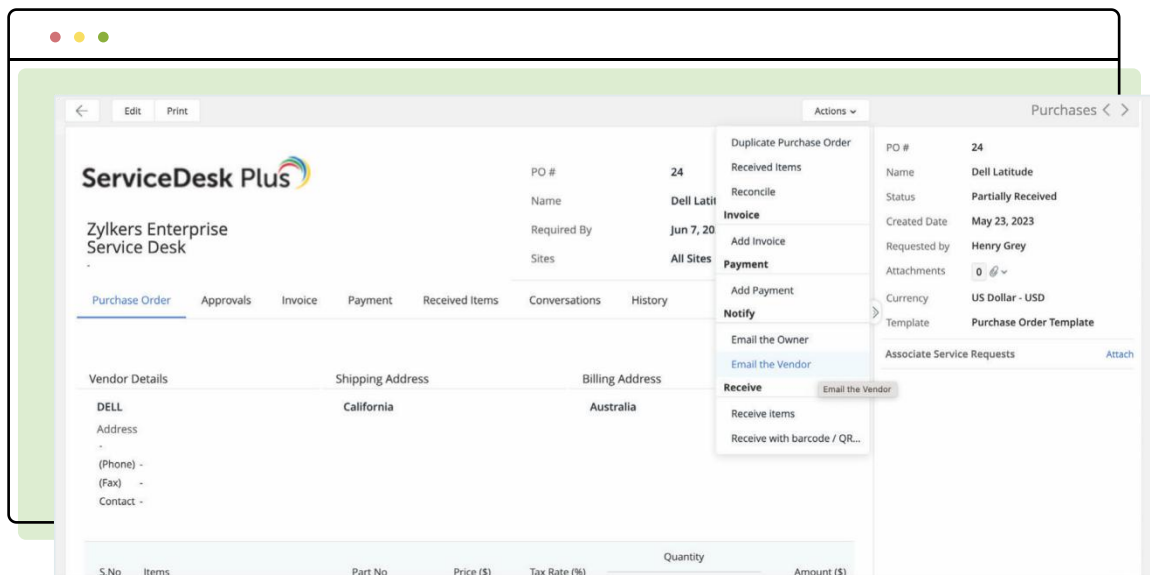 Edit Print Actions Purchases
ServiceDesk Plus
Zylkers Enterprise
Service Desk
-
PO # 24
Name Dell Latit
Required By Jun 7, 20
Sites All Sites
Purchase Order Approvals Invoice Payment Received Items Conversations History
Vendor Details Shipping Address Billing Address
DELL California Australia
Address
-
(Phone) -
(Fax) -
Contact -
Quantity
S.No Items Part No Price ($) Tax Rate (%) Amount ($)
Duplicate Purchase Order
Received Items
Reconcile
Invoice
Add Invoice
Payment
Add Payment
Notify
Email the Owner
Email the Vendor
Receive
Email the Vendor
Receive items
Receive with barcode / QR...
PO # 24
Name Dell Latitude
Status Partially Received
Created Date May 23, 2023
Requested by Henry Grey
Attachments 0
Currency US Dollar - USD
Template Purchase Order Template
Associate Service Requests Attach